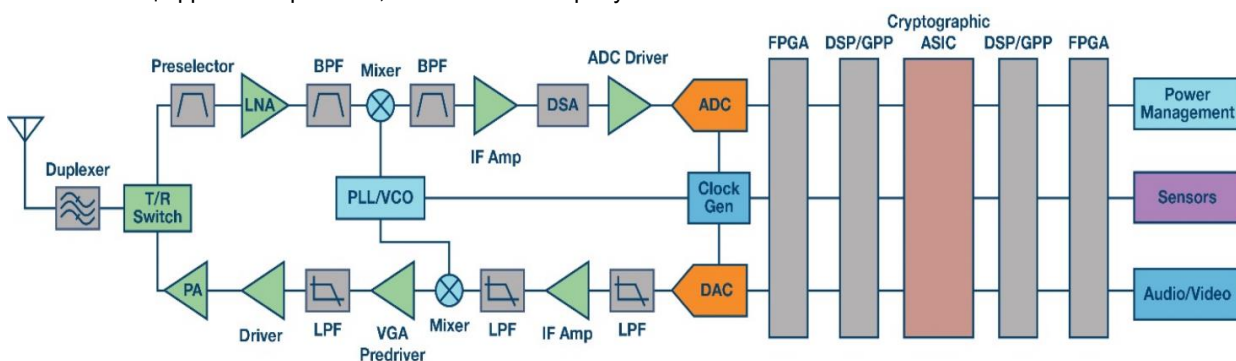 Cryptographic
FPGA DSP/GPP ASIC DSP/GPP FPGA
ADC Driver
Preselector BPF Mixer BPF
LNA
DSA
ADC
Power
Management
IF Amp
Duplexer
T/R
Switch
PLL/VCO
Clock
Gen
Sensors
PA
DAC
Audio/Video
Driver
LPF
VGA
Predriver
Mixer
LPF
IF Amp
LPF